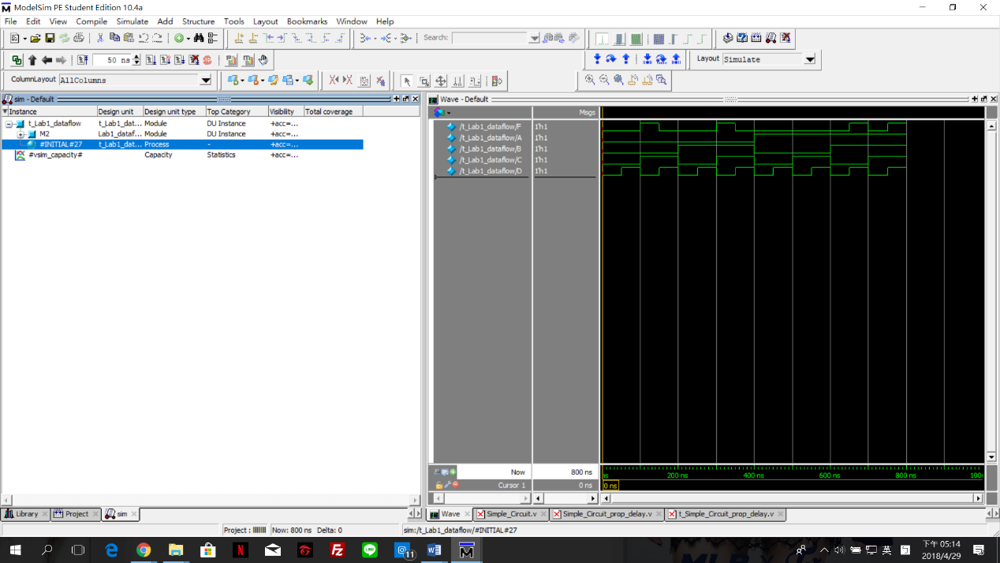 ModelSim PE Student Edition 10.4a
File Edit View Compile Simulate Add Structure Tools Layout Bookmarks Window Help
Search:
50 ns
Layout Simulate
ColumnLayout AllColumns
sim - Default
Instance Design unit Design unit type Top Category Visibility Total coverage
t_Lab1_dataflow t_Lab1_dat... Module DU Instance +acc=...
M2 Lab1_dataf... Module DU Instance +acc=...
#INITIAL#27 t_Lab1_dat... Process - +acc=...
#vsim_capacity# Capacity Statistics +acc=...
Wave - Default
Msgs
/t_Lab1_dataflow/F 1'h1
/t_Lab1_dataflow/A 1'h1
/t_Lab1_dataflow/B 1'h1
/t_Lab1_dataflow/C 1'h1
/t_Lab1_dataflow/D 1'h1
Now 800 ns
ns 200 ns 400 ns 600 ns 800 ns 1000
Cursor 1 0 ns
0 ns
Library Project sim
Wave Simple_Circuit.v Simple_Circuit_prop_delay.v t_Simple_Circuit_prop_delay.v
Project : Now: 800 ns Delta: 0 sim:/t_Lab1_dataflow/#INITIAL#27
11
英
下午 05:14
2018/4/29